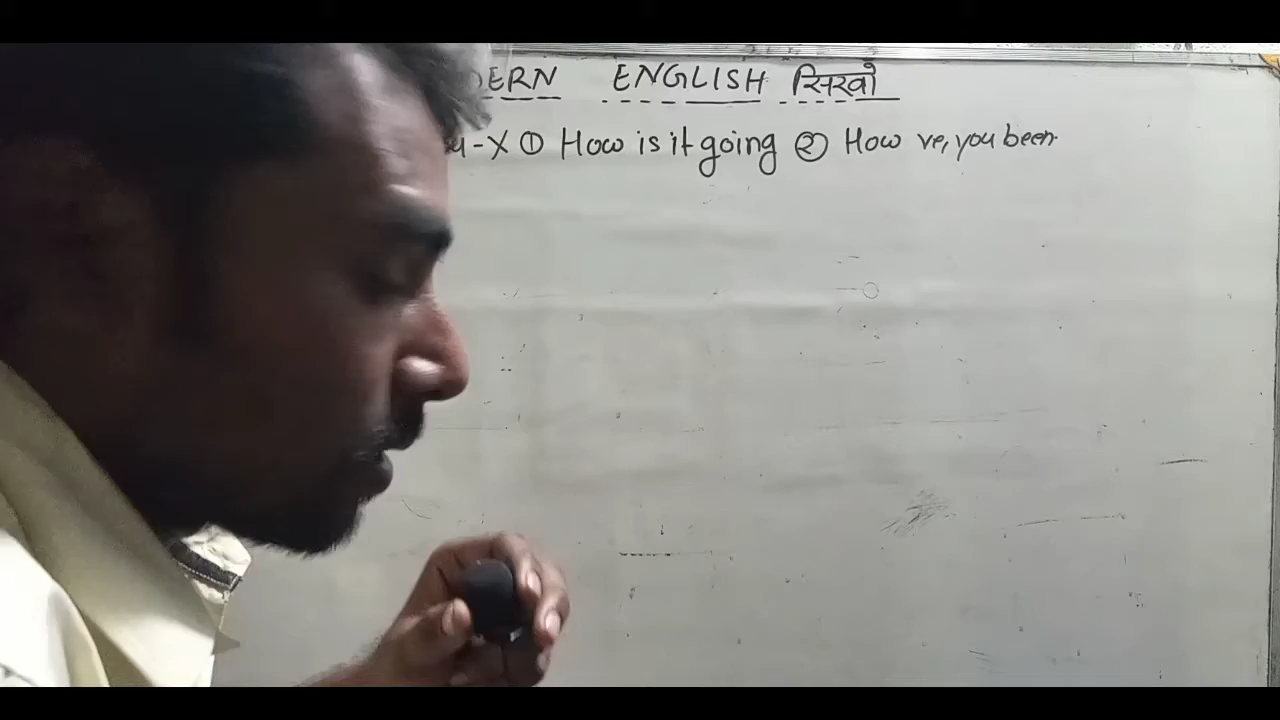 DERN ENGLISH सिखो
u-X ① How is it going ② How 've, you been